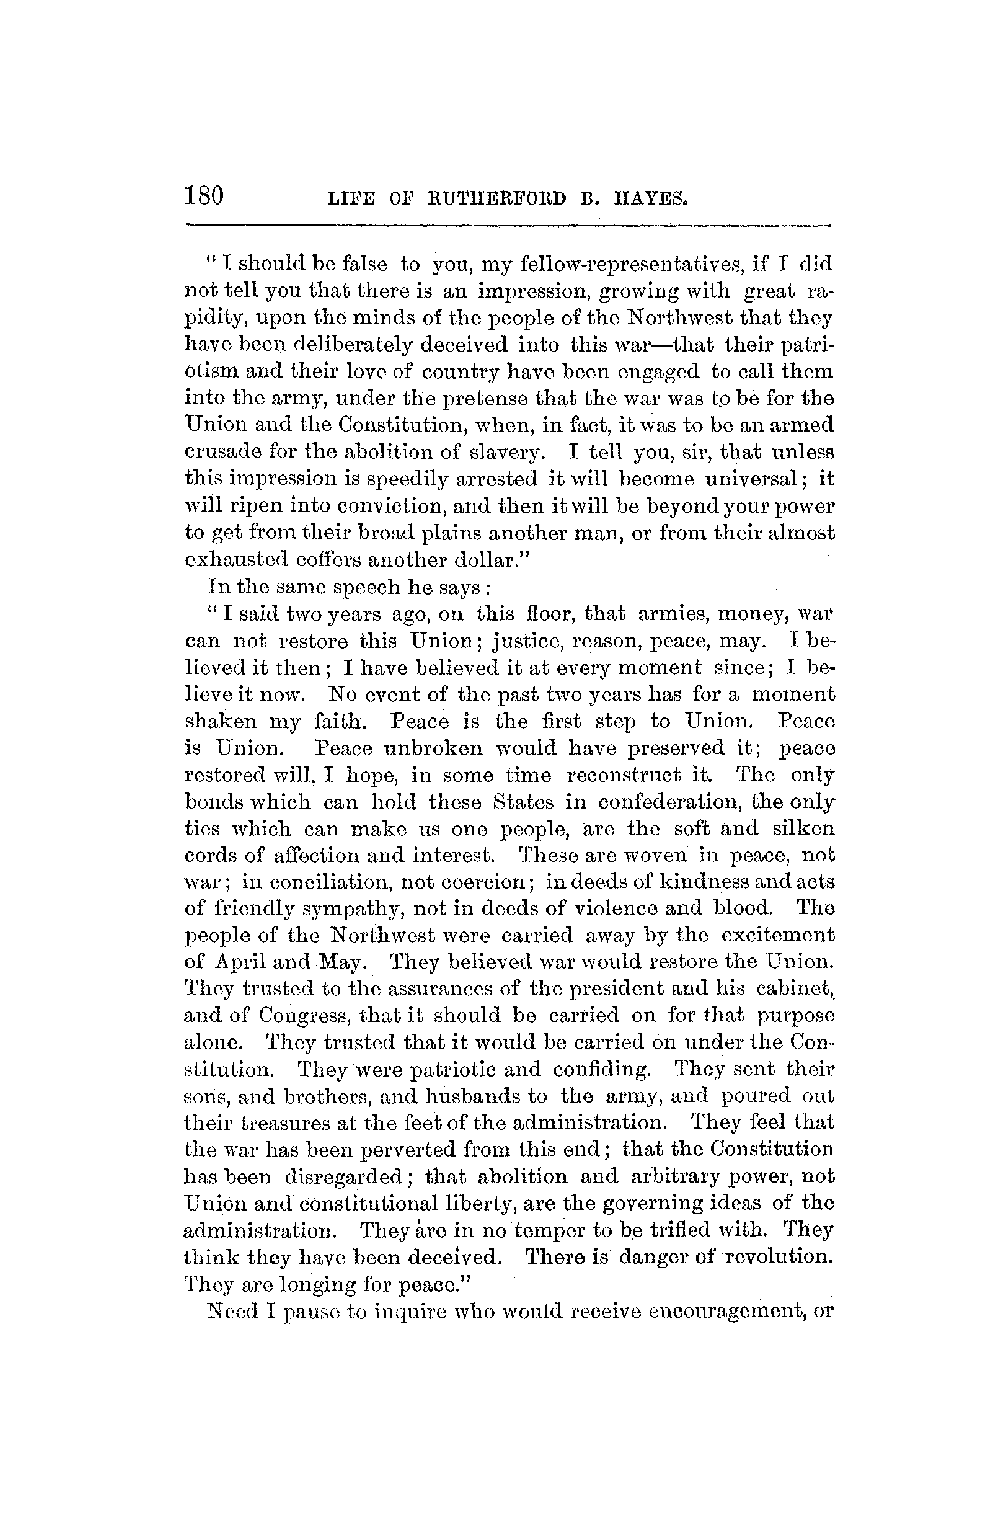 180 LIFE OF RUTHERFORD B. HAYES.
"I should be false to you, my fellow-representatives, if I did
not tell you that there is an impression, growing with great ra-
pidity, upon the minds of the people of the Northwest that they
have been deliberately deceived into this war—that their patri-
otism and their love of country have been engaged to call them
into the army, under the pretense that the war was to be for the
Union and the Constitution, when, in fact, it was to be an armed
crusade for the abolition of slavery. I tell you, sir, that unless
this impression is speedily arrested it will become universal; it
will ripen into conviction, and then it will be beyond your power
to get from their broad plains another man, or from their almost
exhausted coffers another dollar."
In the same speech he says:
"I said two years ago, on this floor, that armies, money, war
can not restore this Union; justice, reason, peace, may. I be-
lieved it then; I have believed it at every moment since; I be-
lieve it now. No event of the past two years has for a moment
shaken my faith. Peace is the first step to Union. Peace
is Union. Peace unbroken would have preserved it; peace
restored will, I hope, in some time reconstruct it. The only
bonds which can hold these States in confederation, the only
ties which can make us one people, are the soft and silken
cords of affection and interest. These are woven in peace, not
war; in conciliation, not coercion; in deeds of kindness and acts
of friendly sympathy, not in deeds of violence and blood. The
people of the Northwest were carried away by the excitement
of April and May. They believed war would restore the Union.
They trusted to the assurances of the president and his cabinet,
and of Congress, that it should be carried on for that purpose
alone. They trusted that it would be carried on under the Con-
stitution. They were patriotic and confiding. They sent their
sons, and brothers, and husbands to the army, and poured out
their treasures at the feet of the administration. They feel that
the war has been perverted from this end; that the Constitution
has been disregarded; that abolition and arbitrary power, not
Union and constitutional liberty, are the governing ideas of the
administration. They are in no temper to be trifled with. They
think they have been deceived. There is danger of revolution.
They are longing for peace."
Need I pause to inquire who would receive encouragement, or